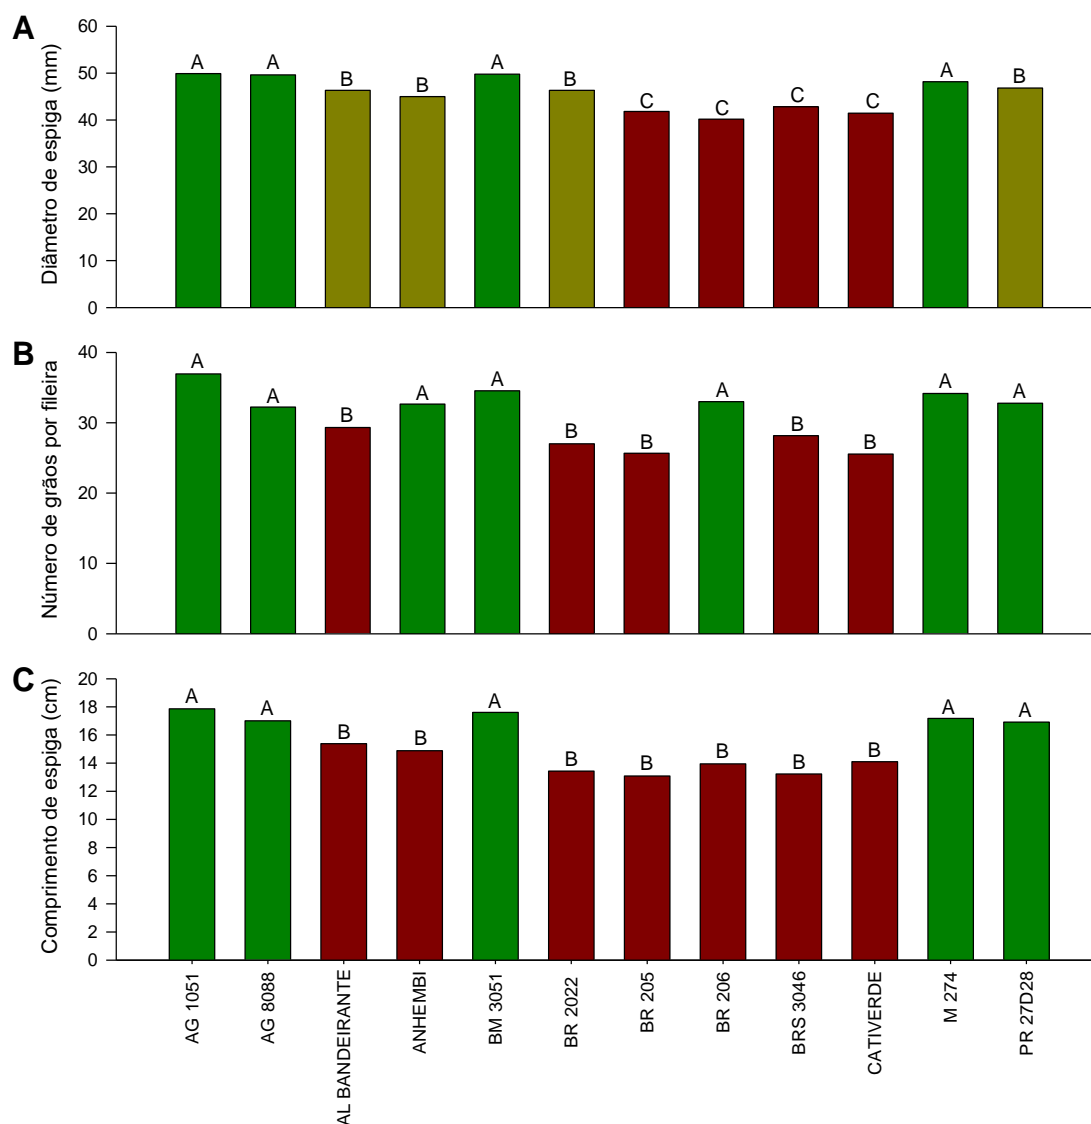 A
Diâmetro de espiga (mm)
60
50
40
30
20
10
0
A A B B A B C C C C A B
B
Número de grãos por fileira
40
30
20
10
0
A A B A A B B A B B A A
C
Comprimento de espiga (cm)
20
18
16
14
12
10
8
6
4
2
0
A A B B A B B B B B A A
AG 1051
AG 8088
AL BANDEIRANTE
ANHEMBI
BM 3051
BR 2022
BR 205
BR 206
BRS 3046
CATIVERDE
M 274
PR 27D28